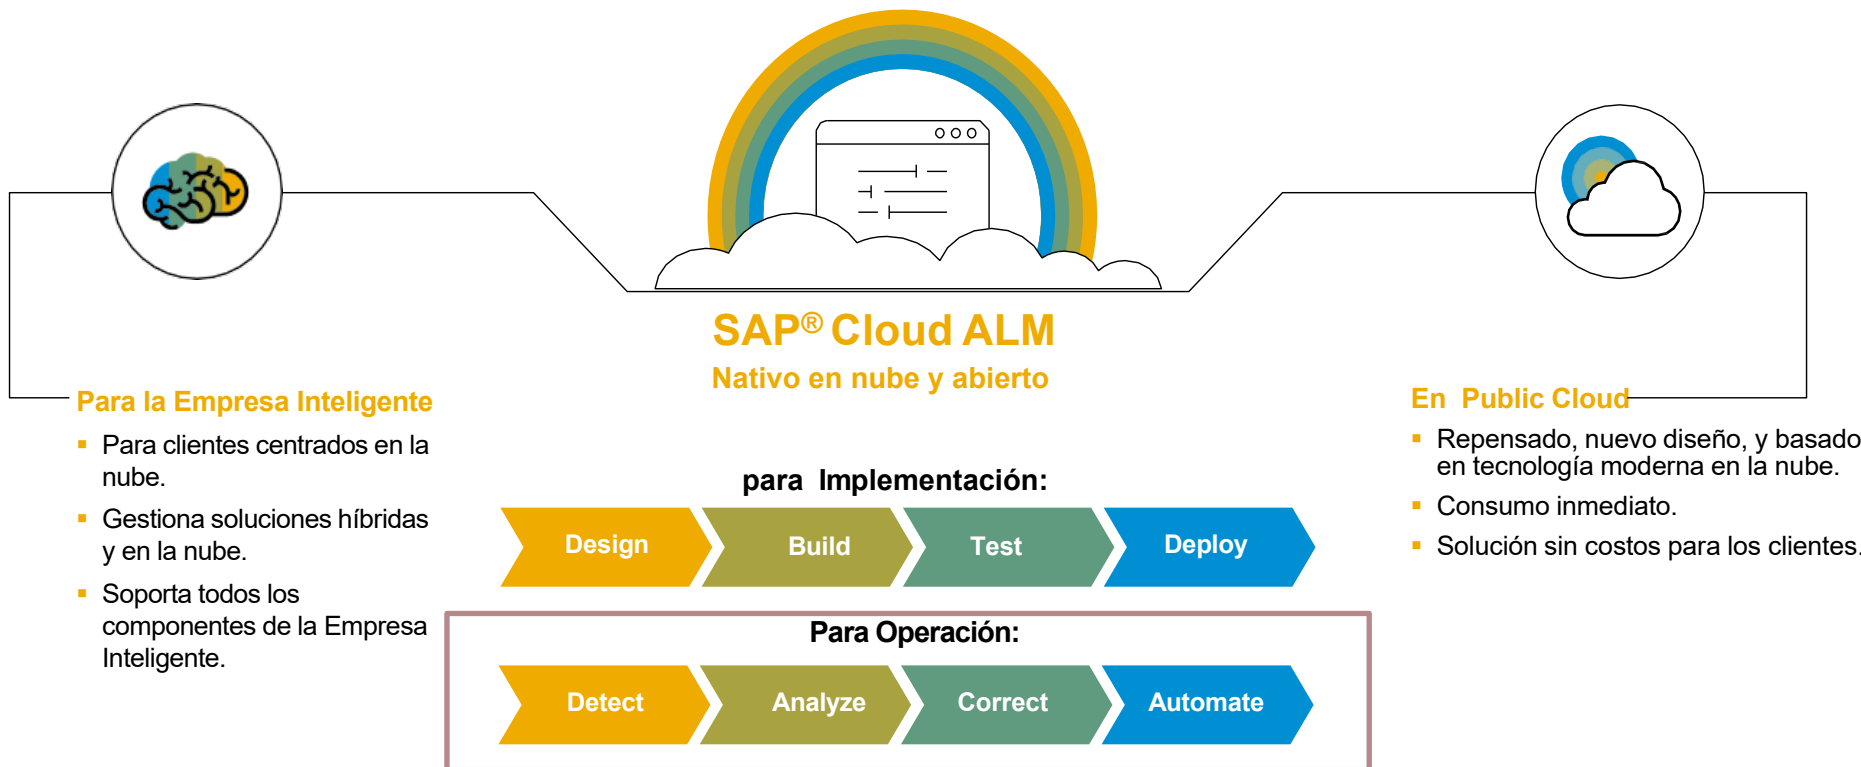 SAP® Cloud ALM
Nativo en nube y abierto
Para la Empresa Inteligente
▪ Para clientes centrados en la
nube.
▪ Gestiona soluciones híbridas
y en la nube.
▪ Soporta todos los
componentes de la Empresa
Inteligente.
En Public Cloud
▪ Repensado, nuevo diseño, y basado
en tecnología moderna en la nube.
▪ Consumo inmediato.
▪ Solución sin costos para los clientes.
para Implementación:
Design
Build
Test
Deploy
Para Operación:
Detect
Analyze
Correct
Automate